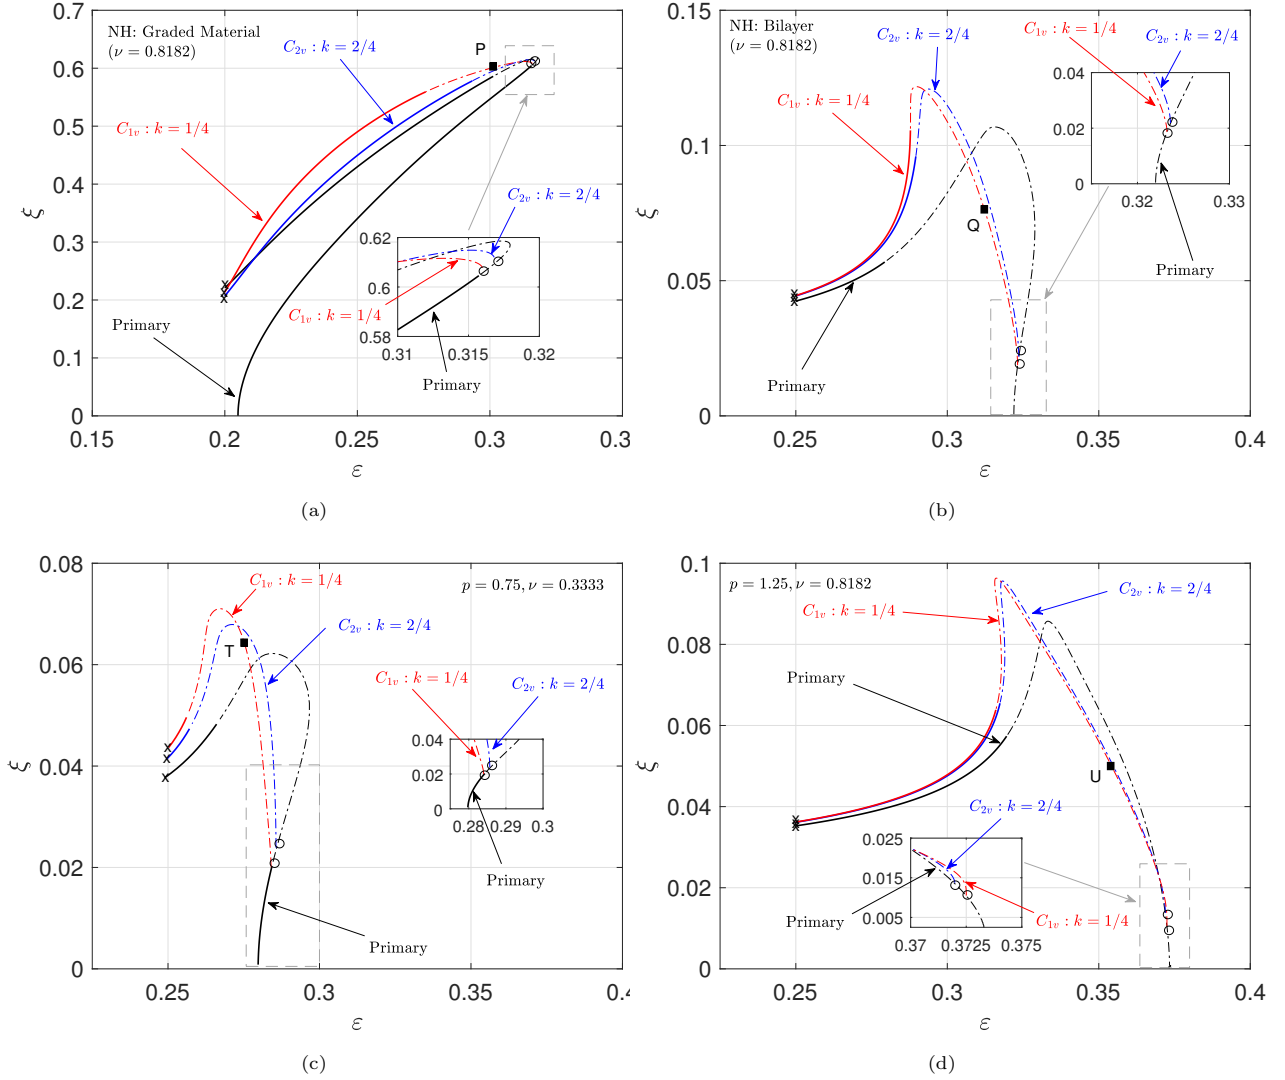 NH: Graded Material
(ν = 0.8182)
C2v : k = 2/4
P
C1v : k = 1/4
Primary
C2v : k = 2/4
C1v : k = 1/4
Primary
0.62
0.6
0.58
0.31
0.315
0.32
0.7
0.6
0.5
0.4
0.3
0.2
0.1
0
ξ
0.15
0.2
0.25
0.3
0.3
ε
(a)
NH: Bilayer
(ν = 0.8182)
C2v : k = 2/4
C1v : k = 1/4
C2v : k = 2/4
C1v : k = 1/4
Q
Primary
Primary
0.04
0.02
0
0.32
0.33
0.15
0.1
0.05
0
ξ
0.25
0.3
0.35
0.4
ε
(b)
C1v : k = 1/4
p = 0.75, ν = 0.3333
C2v : k = 2/4
T
C1v : k = 1/4
C2v : k = 2/4
Primary
Primary
0.04
0.02
0
0.28
0.29
0.3
0.08
0.06
0.04
0.02
0
ξ
0.25
0.3
0.35
0.4
ε
(c)
p = 1.25, ν = 0.8182
C2v : k = 2/4
C1v : k = 1/4
Primary
U
C2v : k = 2/4
Primary
C1v : k = 1/4
0.025
0.015
0.005
0.37
0.3725
0.375
0.1
0.08
0.06
0.04
0.02
0
ξ
0.25
0.3
0.35
0.4
ε
(d)